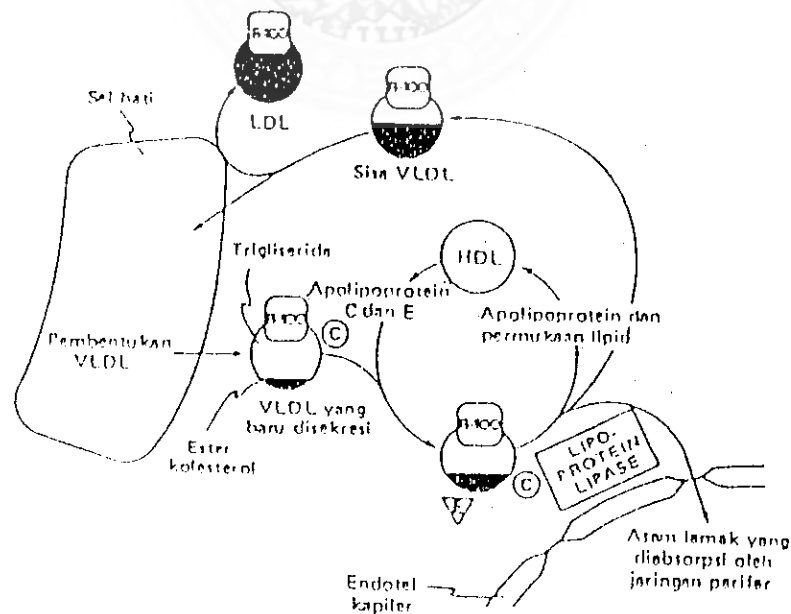 B-100
LDL
Sel hati
B-100
Sisa VLDL
Trigliserida
HDL
Apolipoprotein
C dan E
B-100
C
Apolipoprotein dan
permukaan lipid
Pembentukan
VLDL
VLDL yang
baru disekresi
Ester
kolesterol
B-100
C
E
LIPO-
PROTEIN
LIPASE
Asam lemak yang
diabsorpsi oleh
jaringan perifer
Endotel
kapiler